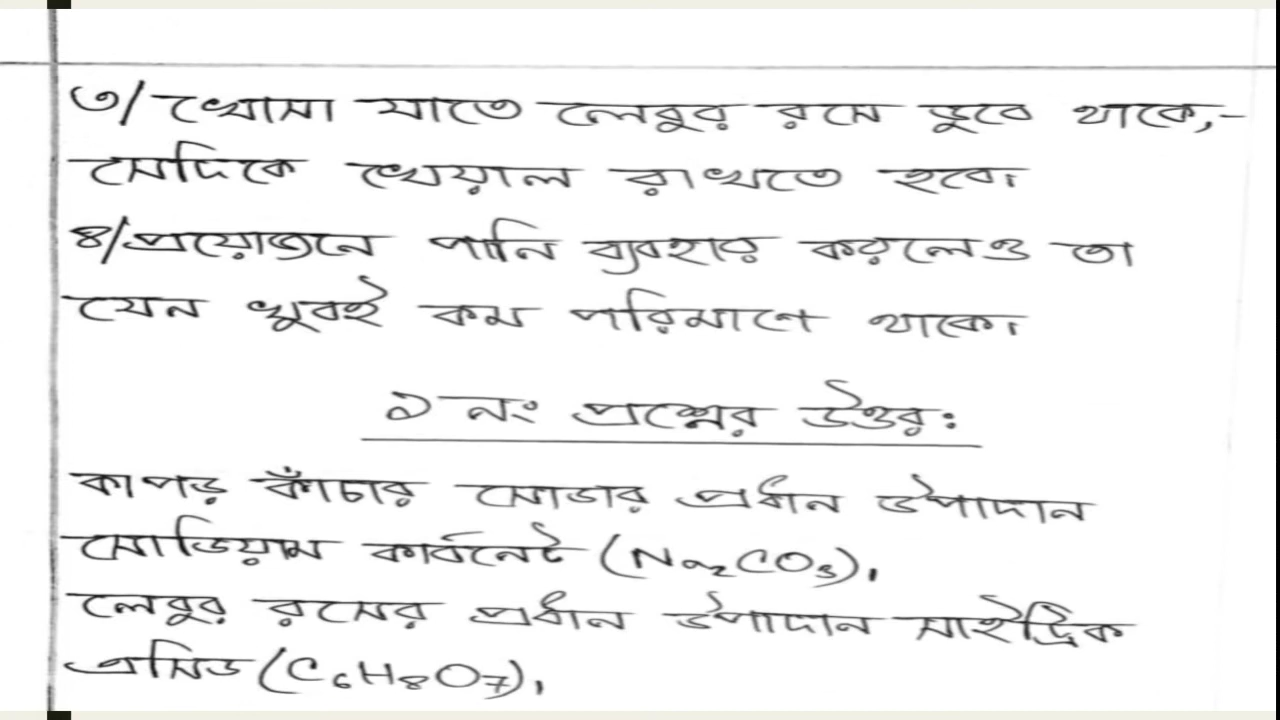 ৩/ খোসা যাতে লেবুর রসে ডুবে থাকে,-
সেদিকে খেয়াল রাখতে হবে।
৪/ প্রয়োজনে পানি ব্যবহার করলেও তা
যেন খুবই কম পরিমাণে থাকে।
১ নং প্রশ্নের উত্তর:
কাপড় কাঁচার সোডার প্রধান উপাদান
সোডিয়াম কার্বনেট (Na₂CO₃),
লেবুর রসের প্রধান উপাদান সাইট্রিক
এসিড (C₆H₈O₇),